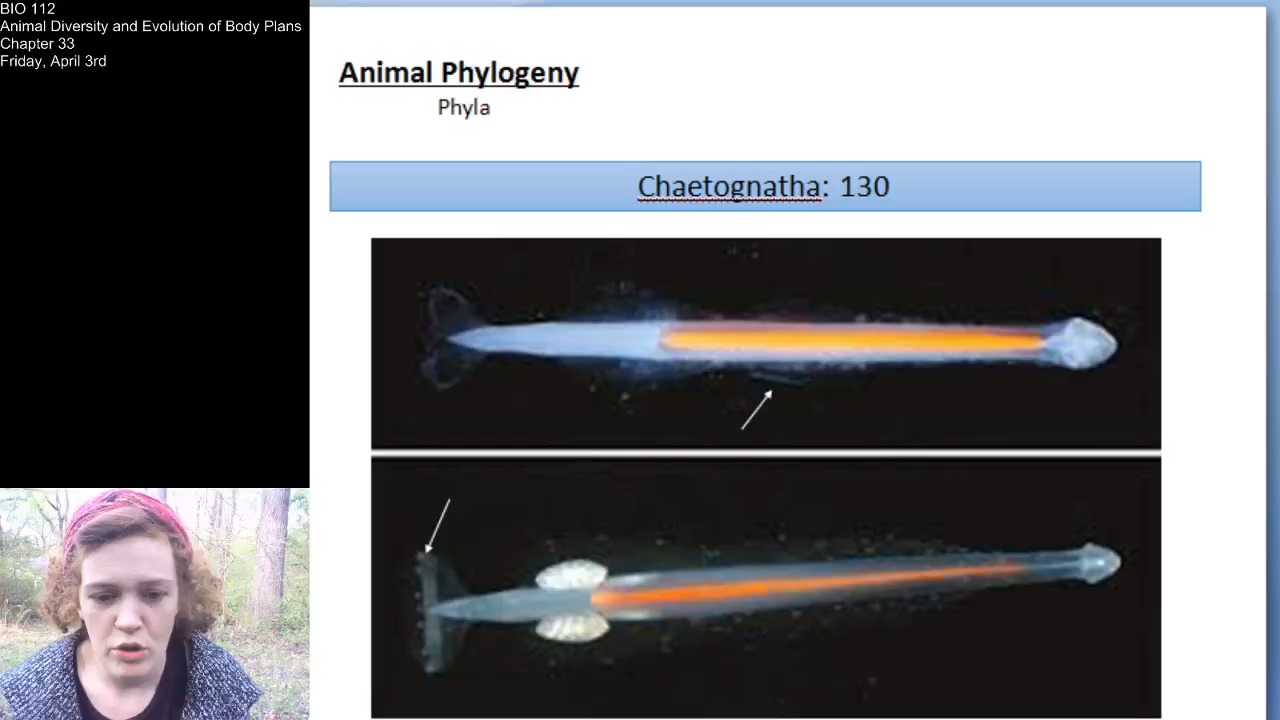 BIO 112
Animal Diversity and Evolution of Body Plans
Chapter 33
Friday, April 3rd
Animal Phylogeny
Phyla
Chaetognatha: 130